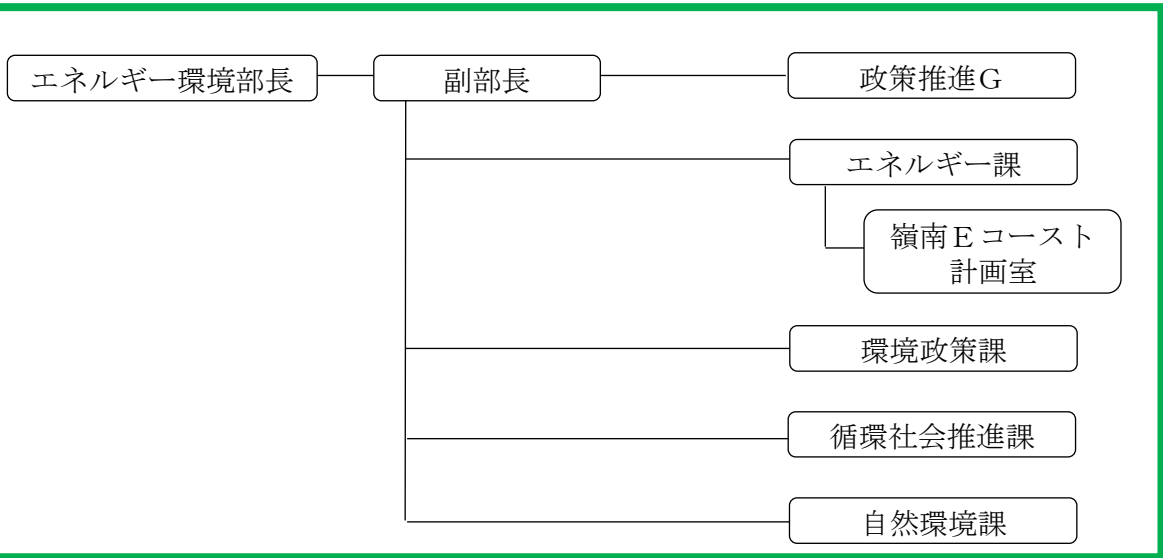 エネルギー環境部長
副部長
政策推進Ｇ
エネルギー課
嶺南Ｅコースト
計画室
環境政策課
循環社会推進課
自然環境課